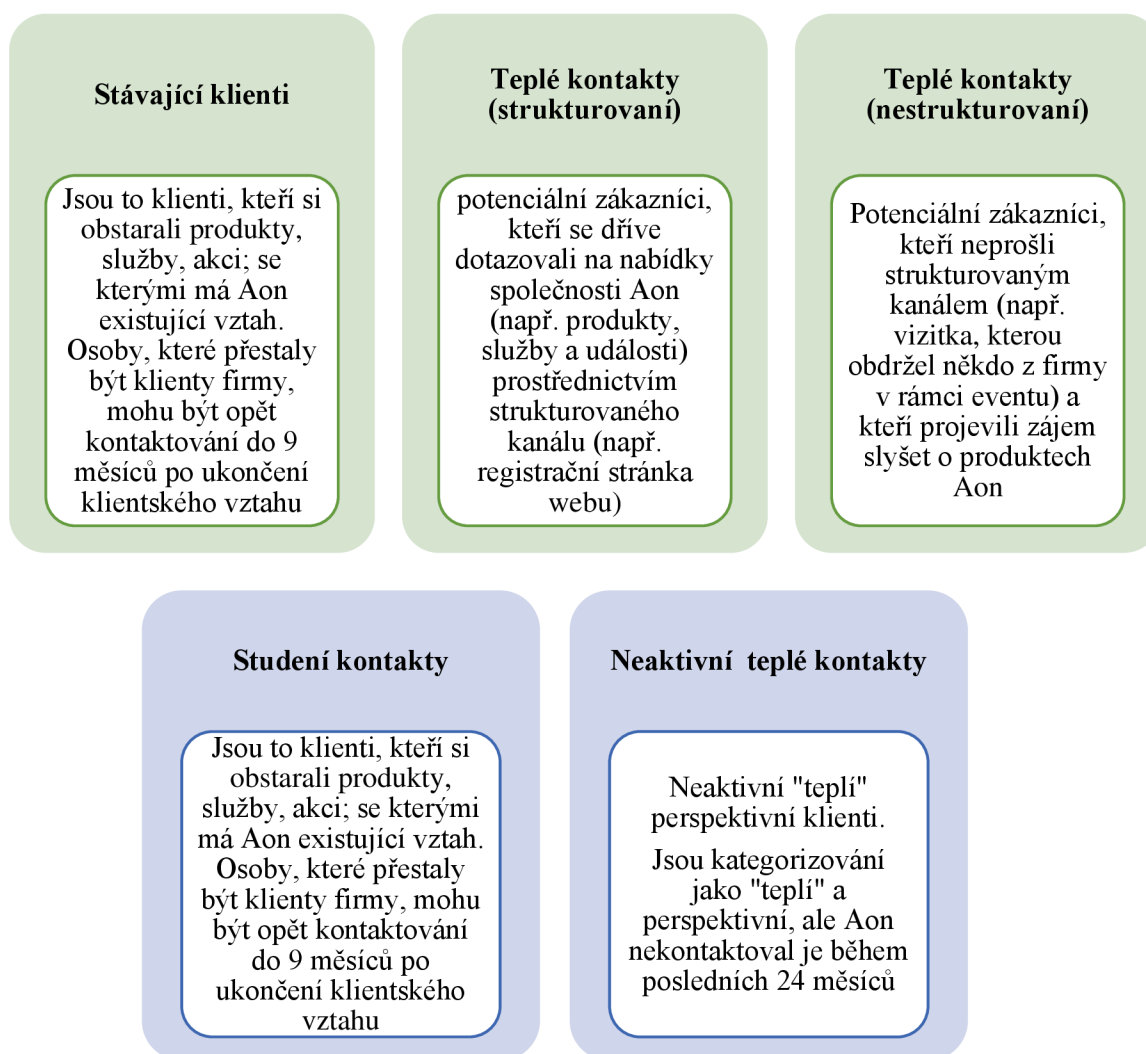 Stávající klienti
Jsou to klienti, kteří si
obstarali produkty,
služby, akci; se
kterými má Aon
existující vztah.
Osoby, které přestaly
být klienty firmy,
mohu být opět
kontaktování do 9
měsíců po ukončení
klientského vztahu
Teplé kontakty
(strukturovaní)
potenciální zákazníci,
kteří se dříve
dotazovali na nabídky
společnosti Aon
(např. produkty,
služby a události)
prostřednictvím
strukturovaného
kanálu (např.
registrační stránka
webu)
Teplé kontakty
(nestrukturovaní)
Potenciální zákazníci,
kteří neprošli
strukturovaným
kanálem (např.
vizitka, kterou
obdržel někdo z firmy
v rámci eventu) a
kteří projevili zájem
slyšet o produktech
Aon
Studení kontakty
Jsou to klienti, kteří si
obstarali produkty,
služby, akci; se kterými
má Aon existující vztah.
Osoby, které přestaly
být klienty firmy, mohu
být opět kontaktování
do 9 měsíců po
ukončení klientského
vztahu
Neaktivní  teplé kontakty
Neaktivní "teplí"
perspektivní klienti.
Jsou kategorizování
jako "teplí" a
perspektivní, ale Aon
nekontaktoval je během
posledních 24 měsíců